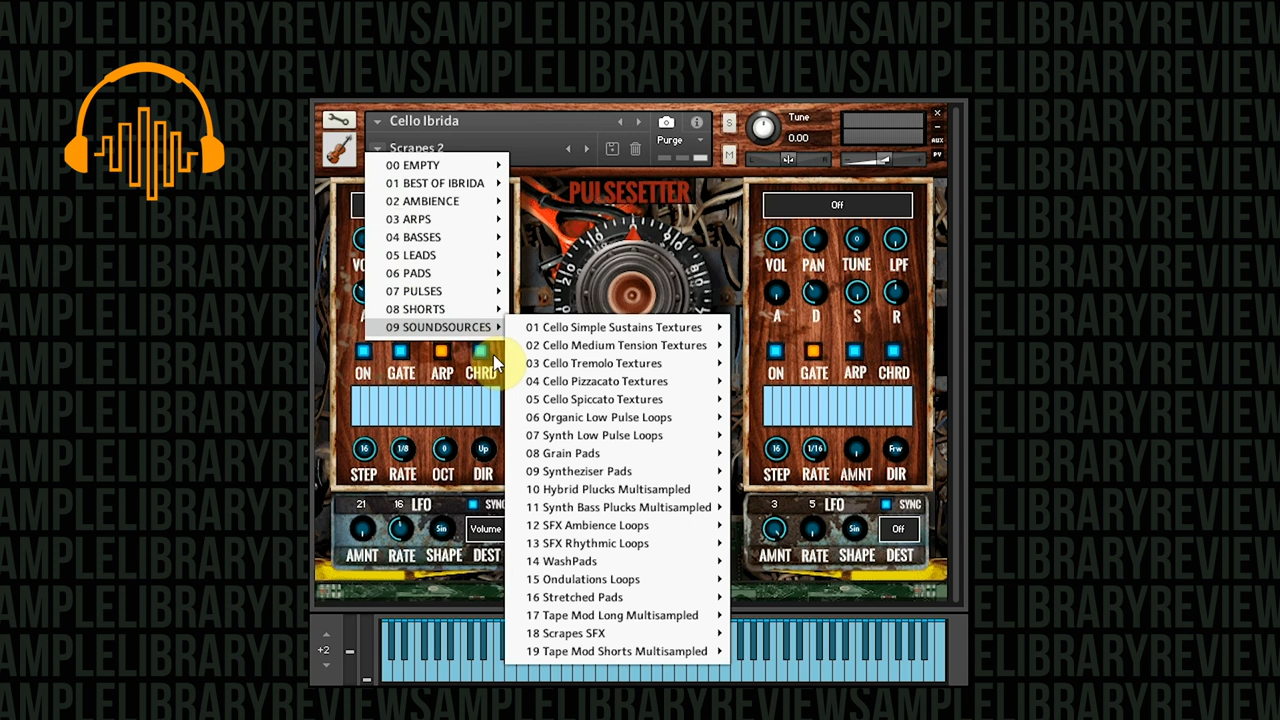 AMPLELIBRARYREVIEWSAMPLELIBRARYREVIEWS
Cello Ibrida
Scrapes 2
Purge
S
M
Tune
0.00
L
R
AUX
PV
00 EMPTY
01 BEST OF IBRIDA
02 AMBIENCE
03 ARPS
04 BASSES
05 LEADS
06 PADS
07 PULSES
08 SHORTS
09 SOUNDSOURCES
01 Cello Simple Sustains Textures
02 Cello Medium Tension Textures
03 Cello Tremolo Textures
04 Cello Pizzacato Textures
05 Cello Spiccato Textures
06 Organic Low Pulse Loops
07 Synth Low Pulse Loops
08 Grain Pads
09 Syntheziser Pads
10 Hybrid Plucks Multisampled
11 Synth Bass Plucks Multisampled
12 SFX Ambience Loops
13 SFX Rhythmic Loops
14 WashPads
15 Ondulations Loops
16 Stretched Pads
17 Tape Mod Long Multisampled
18 Scrapes SFX
19 Tape Mod Shorts Multisampled
PULSESETTER
ON GATE ARP CHRD
16 1/8 0 Up
STEP RATE OCT DIR
21 16 LFO SYNC
Sin Volume
AMNT RATE SHAPE DEST
Off
0
VOL PAN TUNE LPF
A D S R
ON GATE ARP CHRD
16 1/16 Frw
STEP RATE AMNT DIR
3 5 LFO SYNC
Sin Off
AMNT RATE SHAPE DEST
+2